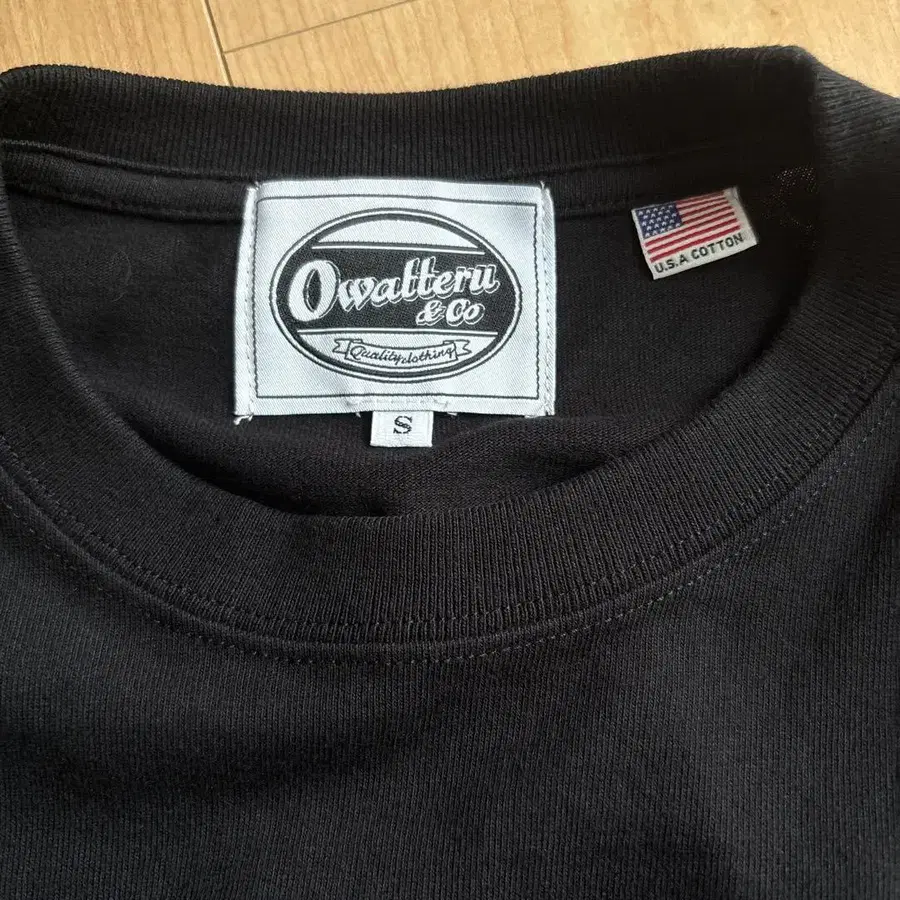 Owatteru
& Co
Quality clothing
S
U.S.A COTTON